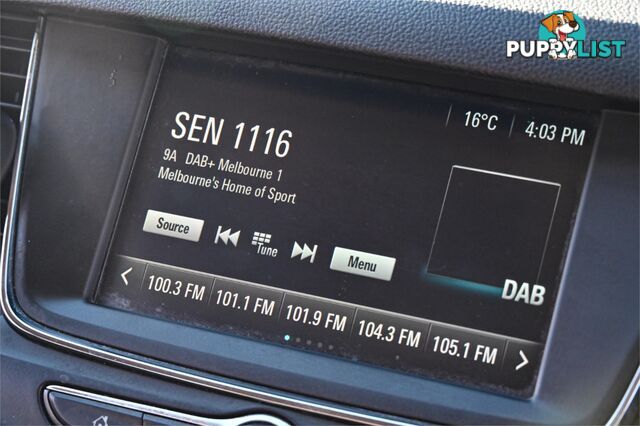 PUPPYLIST
16°C 4:03 PM
SEN 1116
9A DAB+ Melbourne 1
Melbourne's Home of Sport
Source Tune Menu
DAB
100.3 FM 101.1 FM 101.9 FM 104.3 FM 105.1 FM